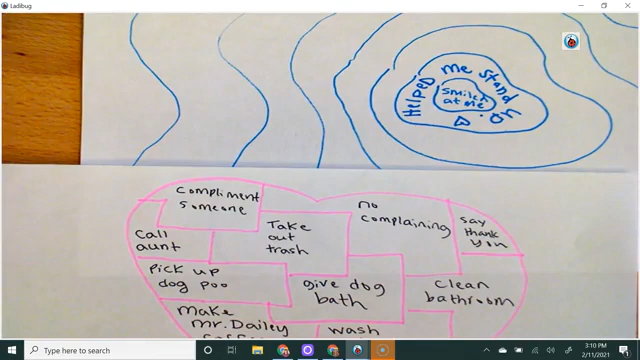 Ladibug
Helped me stand
smiled
at me
compliment
someone
no
complaining
say
thank
you
Take
out
trash
call
aunt
pick up
dog poo
give dog
bath
clean
bathroom
make
mr. Dailey
wash
Type here to search
3:10 PM
2/11/2021